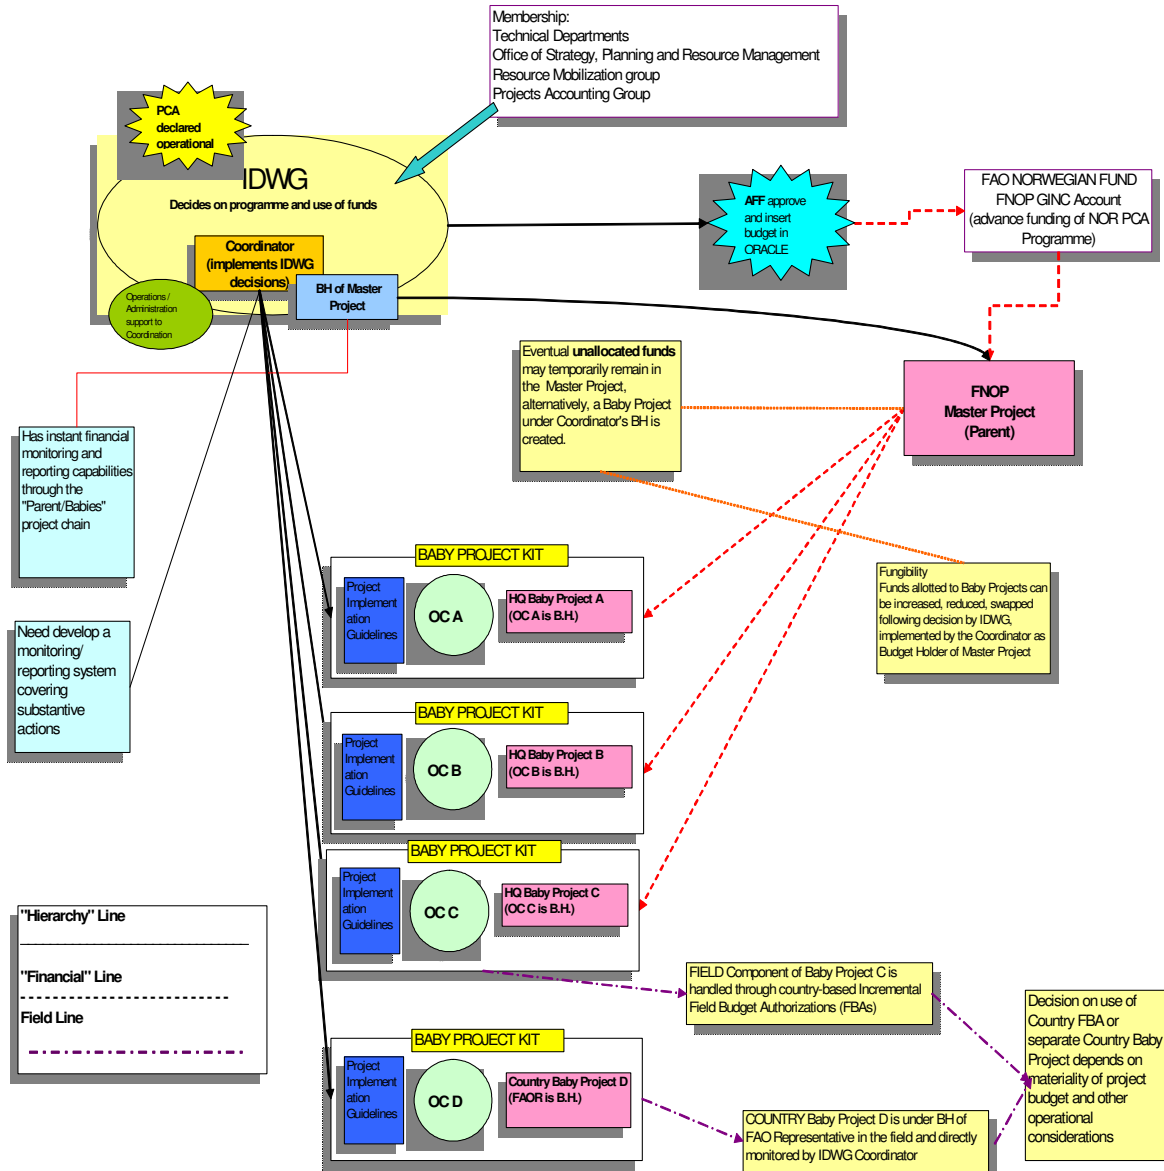 Membership:
Technical Departments
Office of Strategy, Planning and Resource Management
Resource Mobilization group
Projects Accounting Group
PCA
declared
operational
IDWG
Decides on programme and use of funds
Coordinator
(implements IDWG
decisions)
BH of Master
Project
Operations /
Administration
support to
Coordination
AFF approve
and insert
budget in
ORACLE
FAO NORWEGIAN FUND
FNOP GINC Account
(advance funding of NOR PCA
Programme)
Eventual unallocated funds
may temporarily remain in
the Master Project,
alternatively, a Baby Project
under Coordinator's BH is
created.
FNOP
Master Project
(Parent)
Has instant financial
monitoring and
reporting capabilities
through the
"Parent/Babies"
project chain
Need develop a
monitoring/
reporting system
covering
substantive
actions
Fungibility
Funds allotted to Baby Projects can
be increased, reduced, swapped
following decision by IDWG,
implemented by the Coordinator as
Budget Holder of Master Project
BABY PROJECT KIT
Project
Implement
ation
Guidelines
OC A
HQ Baby Project A
(OC A is B.H.)
BABY PROJECT KIT
Project
Implement
ation
Guidelines
OC B
HQ Baby Project B
(OC B is B.H.)
BABY PROJECT KIT
Project
Implement
ation
Guidelines
OC C
HQ Baby Project C
(OC C is B.H.)
BABY PROJECT KIT
Project
Implement
ation
Guidelines
OC D
Country Baby Project D
(FAOR is B.H.)
"Hierarchy" Line
"Financial" Line
Field Line
FIELD Component of Baby Project C is
handled through country-based Incremental
Field Budget Authorizations (FBAs)
COUNTRY Baby Project D is under BH of
FAO Representative in the field and directly
monitored by IDWG Coordinator
Decision on use of
Country FBA or
separate Country Baby
Project depends on
materiality of project
budget and other
operational
considerations